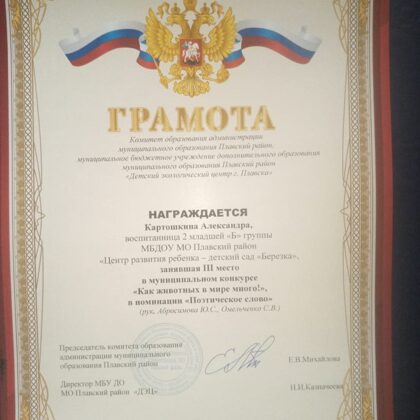 ГРАМОТА
Комитет образования администрации
муниципального образования Плавский район,
муниципальное бюджетное учреждение дополнительного образования
муниципального образования Плавский район
«Детский экологический центр г. Плавска»
НАГРАЖДАЕТСЯ
Картошкина Александра,
воспитанница 2 младшей «Б» группы
МБДОУ МО Плавский район
«Центр развития ребенка – детский сад «Березка»,
занявшая III место
в муниципальном конкурсе
«Как животных в мире много!»,
в номинации «Поэтическое слово»
(рук. Абросимова Ю.С., Омельченко С.В.)
Председатель комитета образования
администрации муниципального
образования Плавский район
Е.В.Михайлова
Директор МБУ ДО
МО Плавский район «ДЭЦ»
Н.И.Казначеева